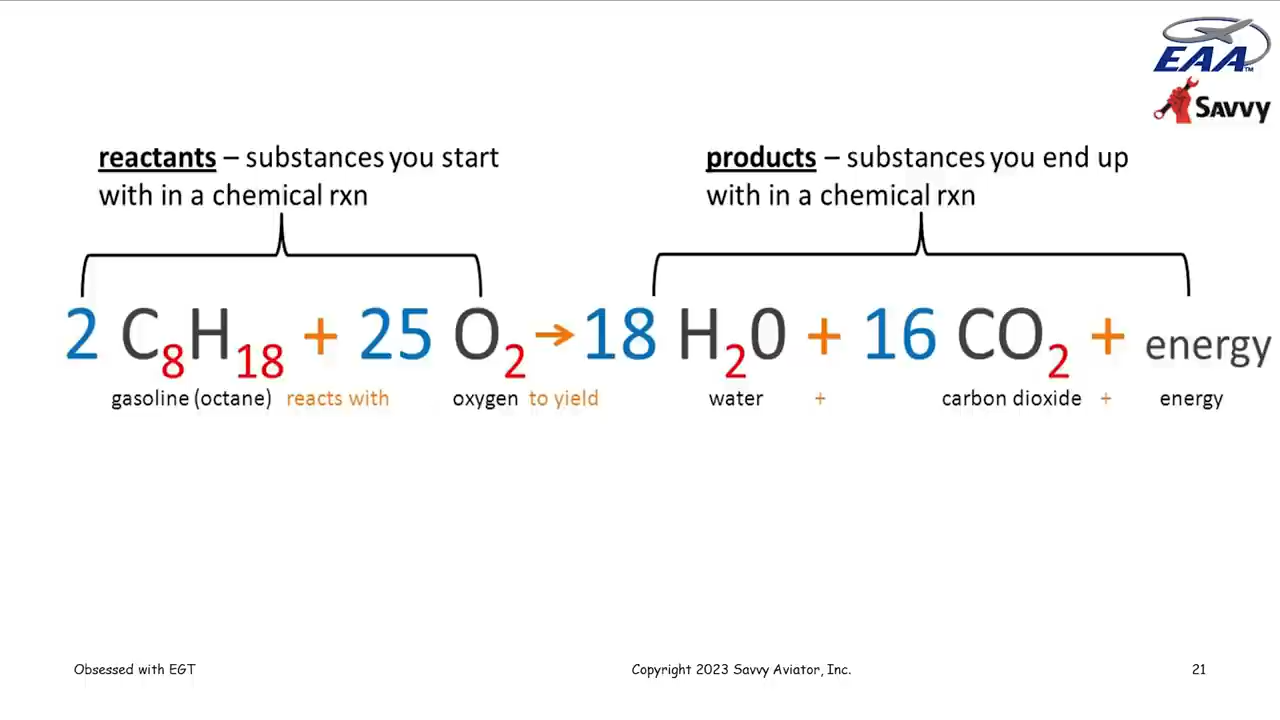 EAA™
SAVVY
reactants – substances you start
with in a chemical rxn
products – substances you end up
with in a chemical rxn
2 C8H18 + 25 O2 → 18 H20 + 16 CO2 + energy
gasoline (octane) reacts with oxygen to yield water + carbon dioxide + energy
Obsessed with EGT
Copyright 2023 Savvy Aviator, Inc.
21